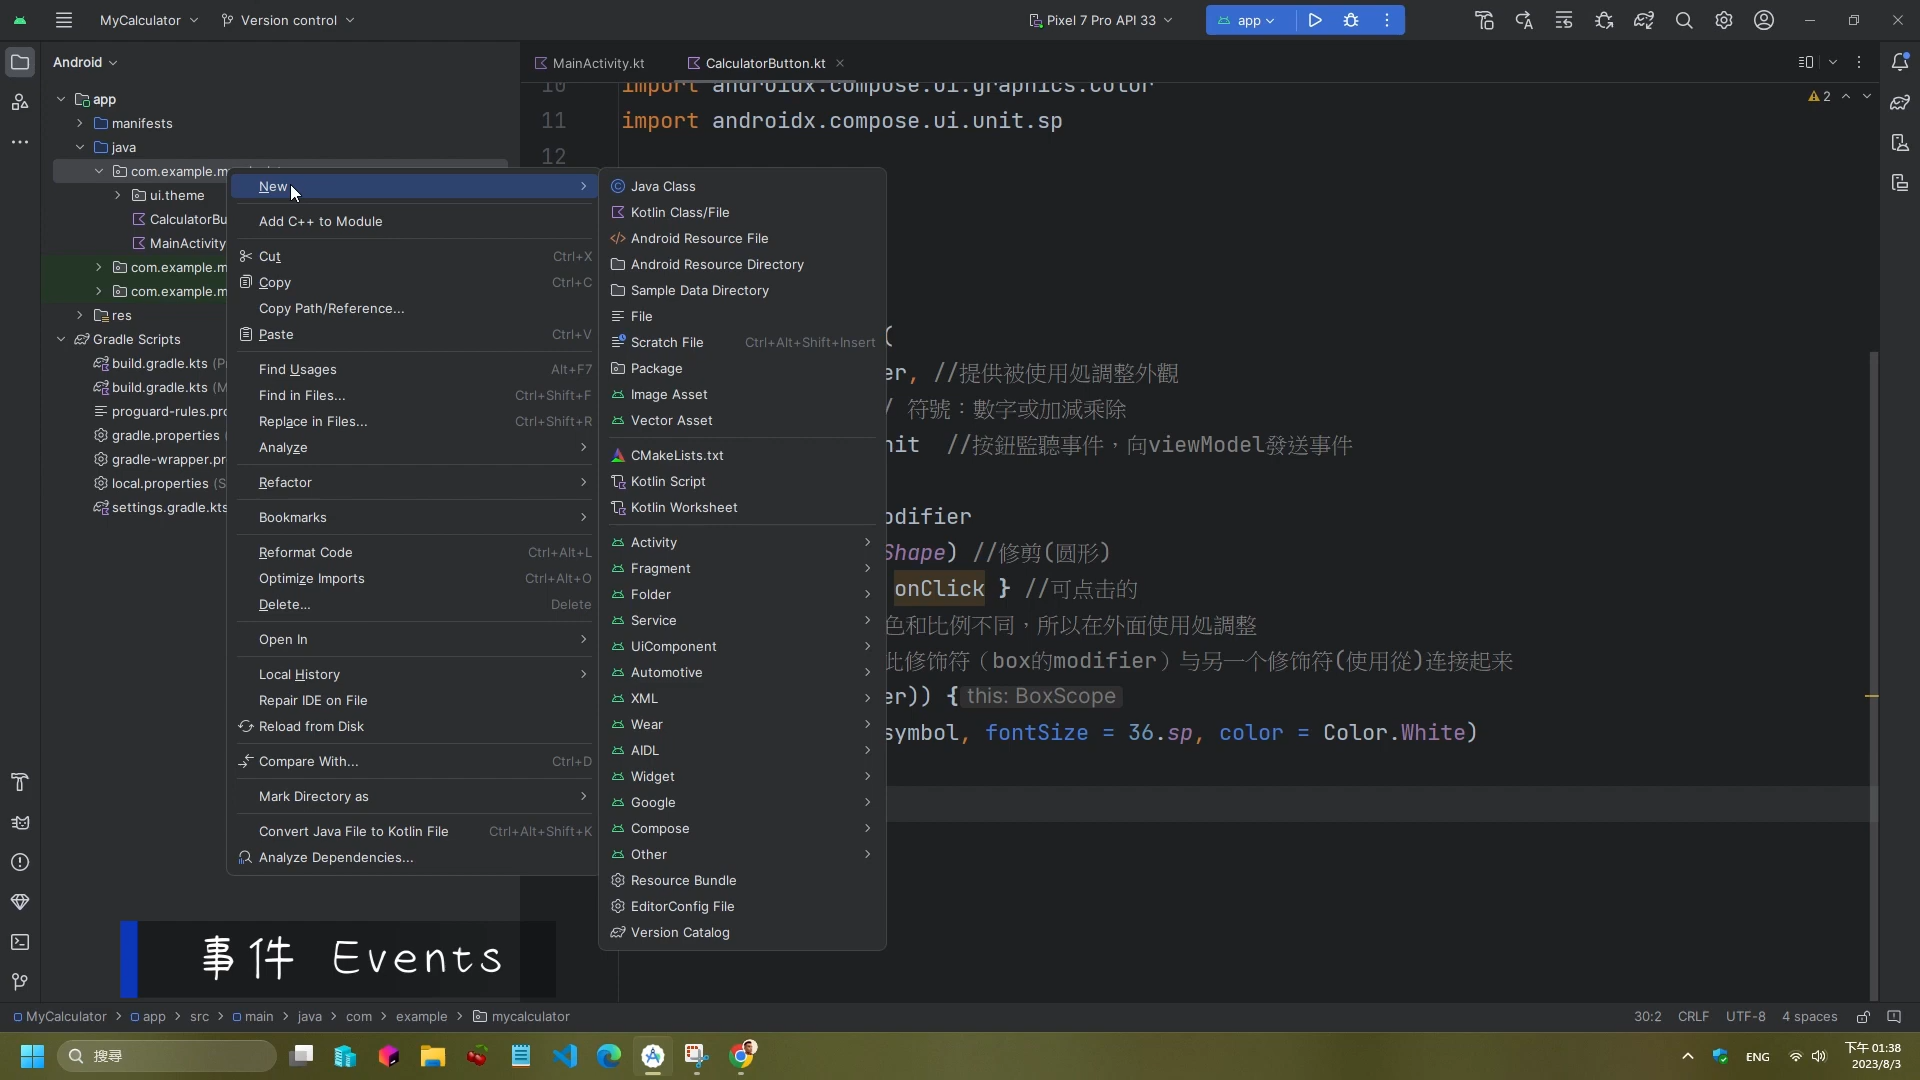 MyCalculator
Version control
Pixel 7 Pro API 33
app
Android
MainActivity.kt
CalculatorButton.kt
app
manifests
java
com.example.m
ui.theme
CalculatorBu
MainActivity
com.example.m
com.example.m
res
Gradle Scripts
build.gradle.kts (P
build.gradle.kts (M
proguard-rules.pro
gradle.properties
gradle-wrapper.pr
local.properties (S
settings.gradle.kts
New
Add C++ to Module
Cut Ctrl+X
Copy Ctrl+C
Copy Path/Reference...
Paste Ctrl+V
Find Usages Alt+F7
Find in Files... Ctrl+Shift+F
Replace in Files... Ctrl+Shift+R
Analyze
Refactor
Bookmarks
Reformat Code Ctrl+Alt+L
Optimize Imports Ctrl+Alt+O
Delete... Delete
Open In
Local History
Repair IDE on File
Reload from Disk
Compare With... Ctrl+D
Mark Directory as
Convert Java File to Kotlin File Ctrl+Alt+Shift+K
Analyze Dependencies...
Java Class
Kotlin Class/File
Android Resource File
Android Resource Directory
Sample Data Directory
File
Scratch File Ctrl+Alt+Shift+Insert
Package
Image Asset
Vector Asset
CMakeLists.txt
Kotlin Script
Kotlin Worksheet
Activity
Fragment
Folder
Service
UiComponent
Automotive
XML
Wear
AIDL
Widget
Google
Compose
Other
Resource Bundle
EditorConfig File
Version Catalog
2
10 import androidx.compose.ui.graphics.Color
11 import androidx.compose.ui.unit.sp
12
(
er, //提供被使用処調整外觀
/ 符號：數字或加減乘除
nit //按鈕監聽事件，向viewModel發送事件
odifier
Shape) //修剪(圆形)
onClick } //可点击的
色和比例不同，所以在外面使用処調整
此修饰符（box的modifier）与另一个修饰符(使用從)连接起来
er)) { this: BoxScope
symbol, fontSize = 36.sp, color = Color.White)
事件 Events
MyCalculator > app > src > main > java > com > example > mycalculator
30:2 CRLF UTF-8 4 spaces
搜尋
ENG
下午 01:38
2023/8/3